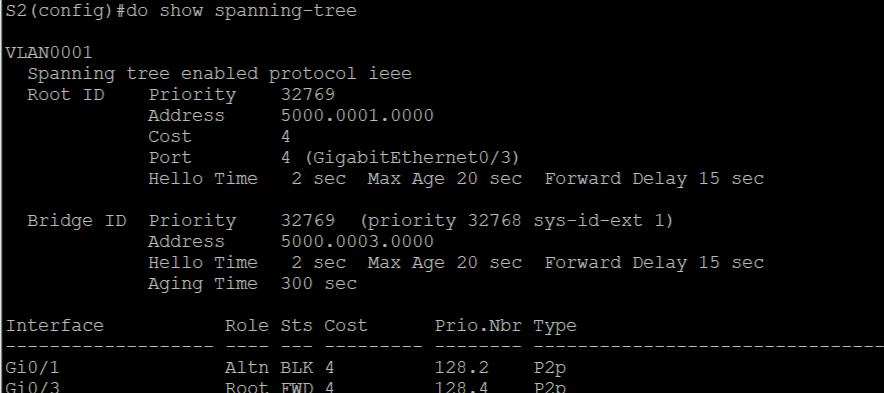 S2(config)#do show spanning-tree
VLAN0001
Spanning tree enabled protocol ieee
Root ID Priority 32769
Address 5000.0001.0000
Cost 4
Port 4 (GigabitEthernet0/3)
Hello Time 2 sec Max Age 20 sec Forward Delay 15 sec
Bridge ID Priority 32769 (priority 32768 sys-id-ext 1)
Address 5000.0003.0000
Hello Time 2 sec Max Age 20 sec Forward Delay 15 sec
Aging Time 300 sec
Interface Role Sts Cost Prio.Nbr Type
------------------- ---- --- --------- -------- --------------------------------
Gi0/1 Altn BLK 4 128.2 P2p
Gi0/3 Root FWD 4 128.4 P2p